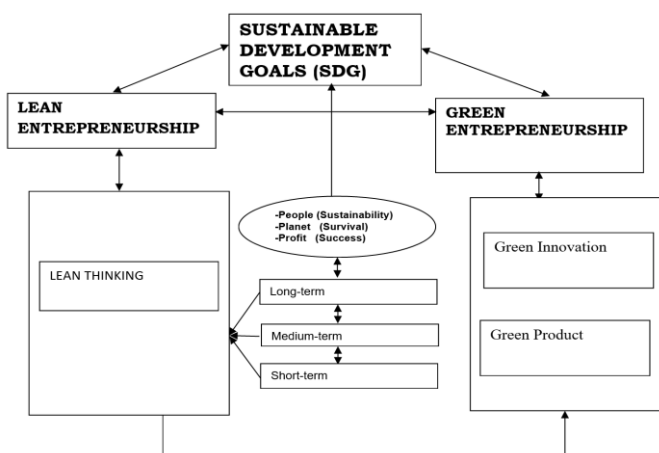 SUSTAINABLE
DEVELOPMENT
GOALS (SDG)
LEAN
ENTREPRENEURSHIP
GREEN
ENTREPRENEURSHIP
-People (Sustainability)
-Planet (Survival)
-Profit (Success)
LEAN THINKING
Long-term
Medium-term
Short-term
Green Innovation
Green Product